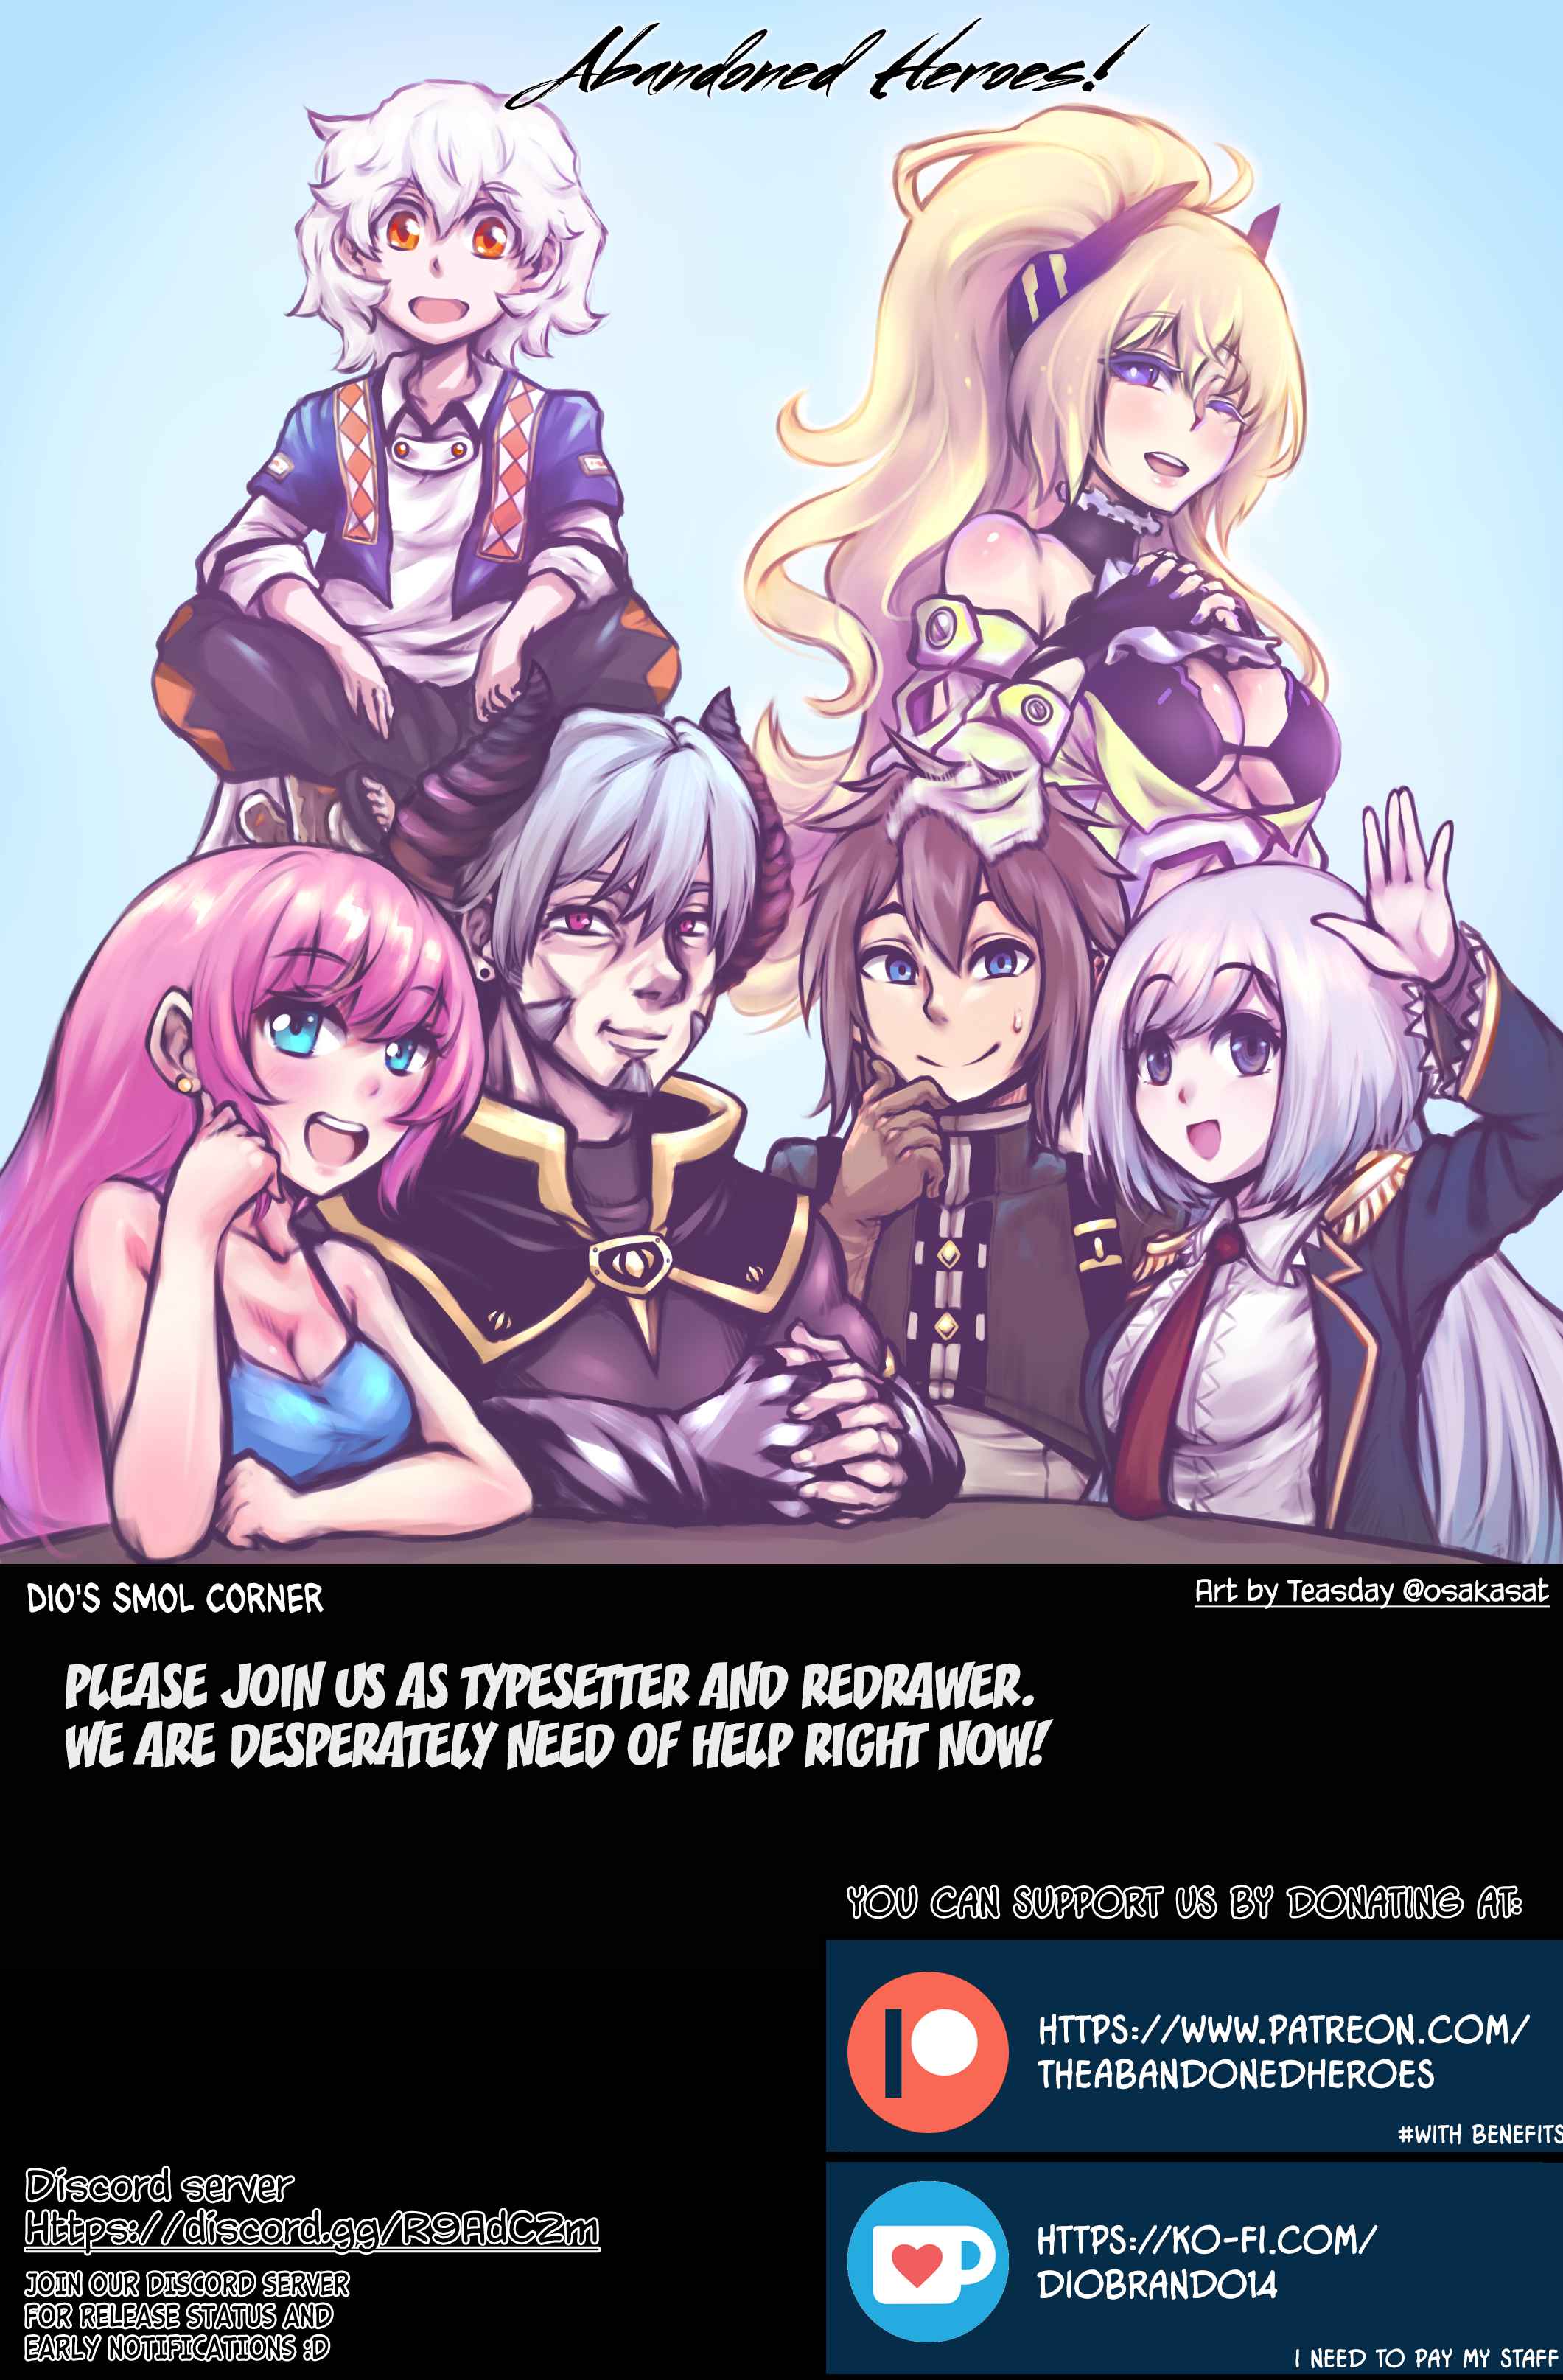 Abandoned Heroes!
DIO'S SMOL CORNER
Art by Teasday @osakasat
PLEASE JOIN US AS TYPESETTER AND REDRAWER.
WE ARE DESPERATELY NEED OF HELP RIGHT NOW!
YOU CAN SUPPORT US BY DONATING AT:
HTTPS://WWW.PATREON.COM/
THEABANDONEDHEROES
#WITH BENEFITS
Discord server
Https://discord.gg/R9AdCZm
JOIN OUR DISCORD SERVER
FOR RELEASE STATUS AND
EARLY NOTIFICATIONS :D
HTTPS://KO-FI.COM/
DIOBRANDO14
I NEED TO PAY MY STAFF